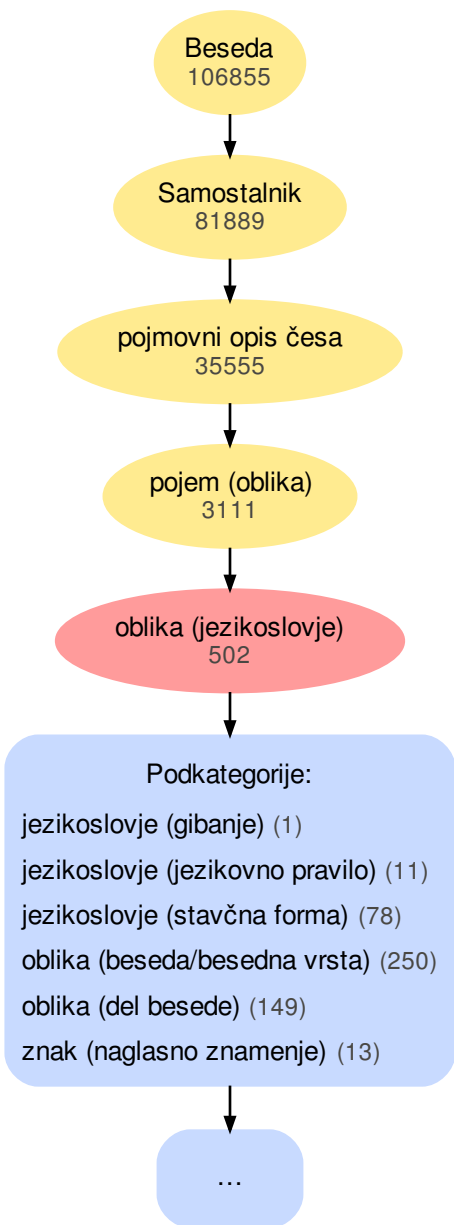 Beseda
106855
Samostalnik
81889
pojmovni opis česa
35555
pojem (oblika)
3111
oblika (jezikoslovje)
502
Podkategorije:
jezikoslovje (gibanje) (1)
jezikoslovje (jezikovno pravilo) (11)
jezikoslovje (stavčna forma) (78)
oblika (beseda/besedna vrsta) (250)
oblika (del besede) (149)
znak (naglasno znamenje) (13)
...